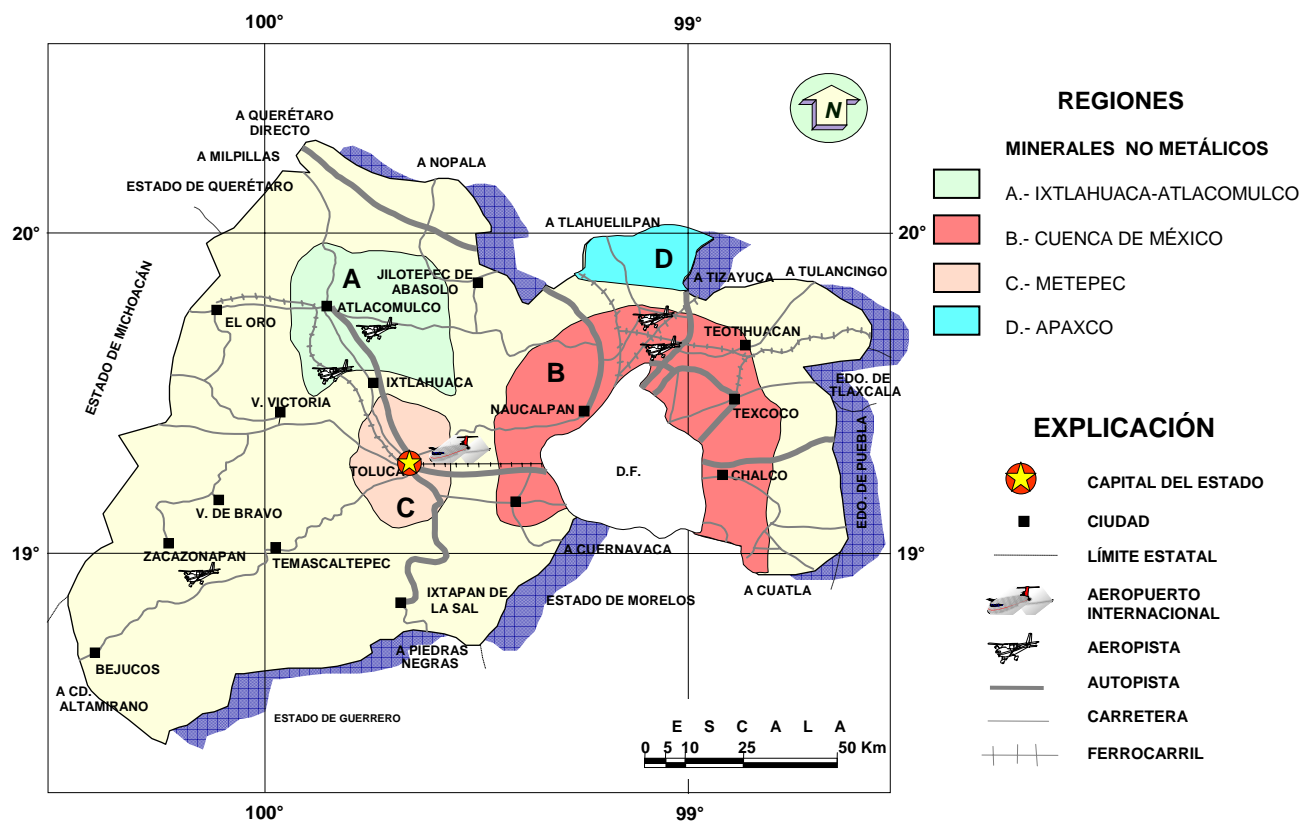 100°
99°
A QUERÉTARO
DIRECTO
A MILPILLAS
A NOPALA
ESTADO DE QUERÉTARO
N
20°
20°
A TLAHUELILPAN
D
A TIZAYUCA
A TULANCINGO
A
JILOTEPEC DE
ABASOLO
ATLACOMULCO
ESTADO DE MICHOACÁN
EL ORO
TEOTIHUACAN
B
IXTLAHUACA
EDO. DE
TLAXCALA
V. VICTORIA
NAUCALPAN
TEXCOCO
TOLUCA
D.F.
CHALCO
EDO. DE PUEBLA
C
V. DE BRAVO
19°
19°
ZACAZONAPAN
TEMASCALTEPEC
A CUERNAVACA
IXTAPAN DE
LA SAL
ESTADO DE MORELOS
A CUATLA
A PIEDRAS
NEGRAS
BEJUCOS
A CD.
ALTAMIRANO
ESTADO DE GUERRERO
E S C A L A
0 5 10 25 50 Km
100°
99°
REGIONES
MINERALES NO METÁLICOS
A.- IXTLAHUACA-ATLACOMULCO
B.- CUENCA DE MÉXICO
C.- METEPEC
D.- APAXCO
EXPLICACIÓN
CAPITAL DEL ESTADO
CIUDAD
LÍMITE ESTATAL
AEROPUERTO
INTERNACIONAL
AEROPISTA
AUTOPISTA
CARRETERA
FERROCARRIL